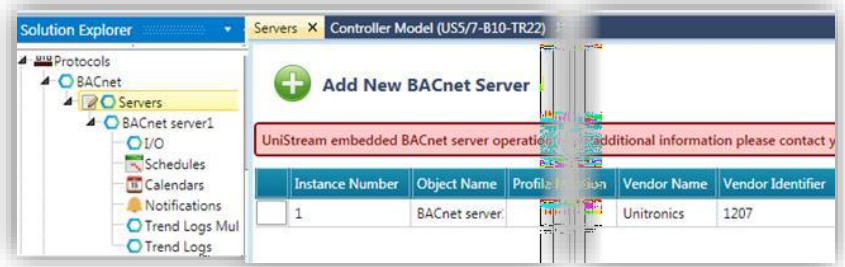 Solution Explorer
Servers X Controller Model (US5/7-B10-TR22)
Protocols
BACnet
Servers
BACnet server1
I/O
Schedules
Calendars
Notifications
Trend Logs Mul
Trend Logs
Add New BACnet Server
UniStream embedded BACnet server operation additional information please contact y
Instance Number Object Name Profile Vendor Name Vendor Identifier
1 BACnet server: Unitronics 1207